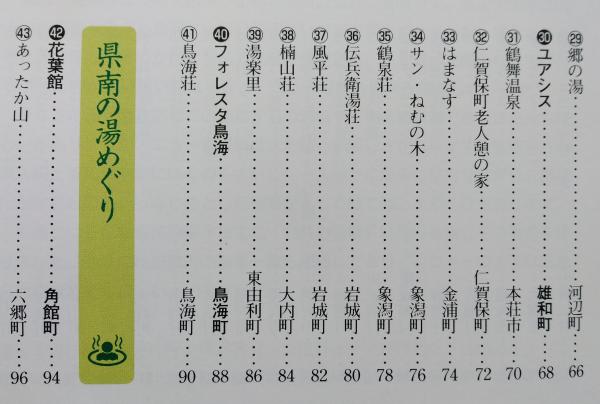 ㉙郷の湯……………………河辺町…66
㉚ユアシス……………………雄和町…68
㉛鶴舞温泉……………………本荘市…70
㉜仁賀保町老人憩の家………仁賀保町…72
㉝はまなす……………………金浦町…74
㉞サン・ねむの木……………象潟町…76
㉟鶴泉荘………………………象潟町…78
㊱伝兵衛湯荘…………………岩城町…80
㊲風平荘………………………岩城町…82
㊳楠山荘………………………大内町…84
㊴湯楽里………………………東由利町…86
㊵フォレスタ鳥海……………鳥海町…88
㊶鳥海荘………………………鳥海町…90
県南の湯めぐり
㊷花葉館………………………角館町…94
㊸あったか山…………………六郷町…96